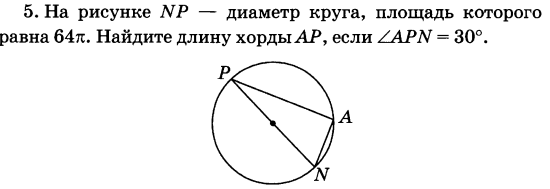 5. На рисунке NP — диаметр круга, площадь которого
равна 64π. Найдите длину хорды AP, если ∠APN = 30°.
P
A
N